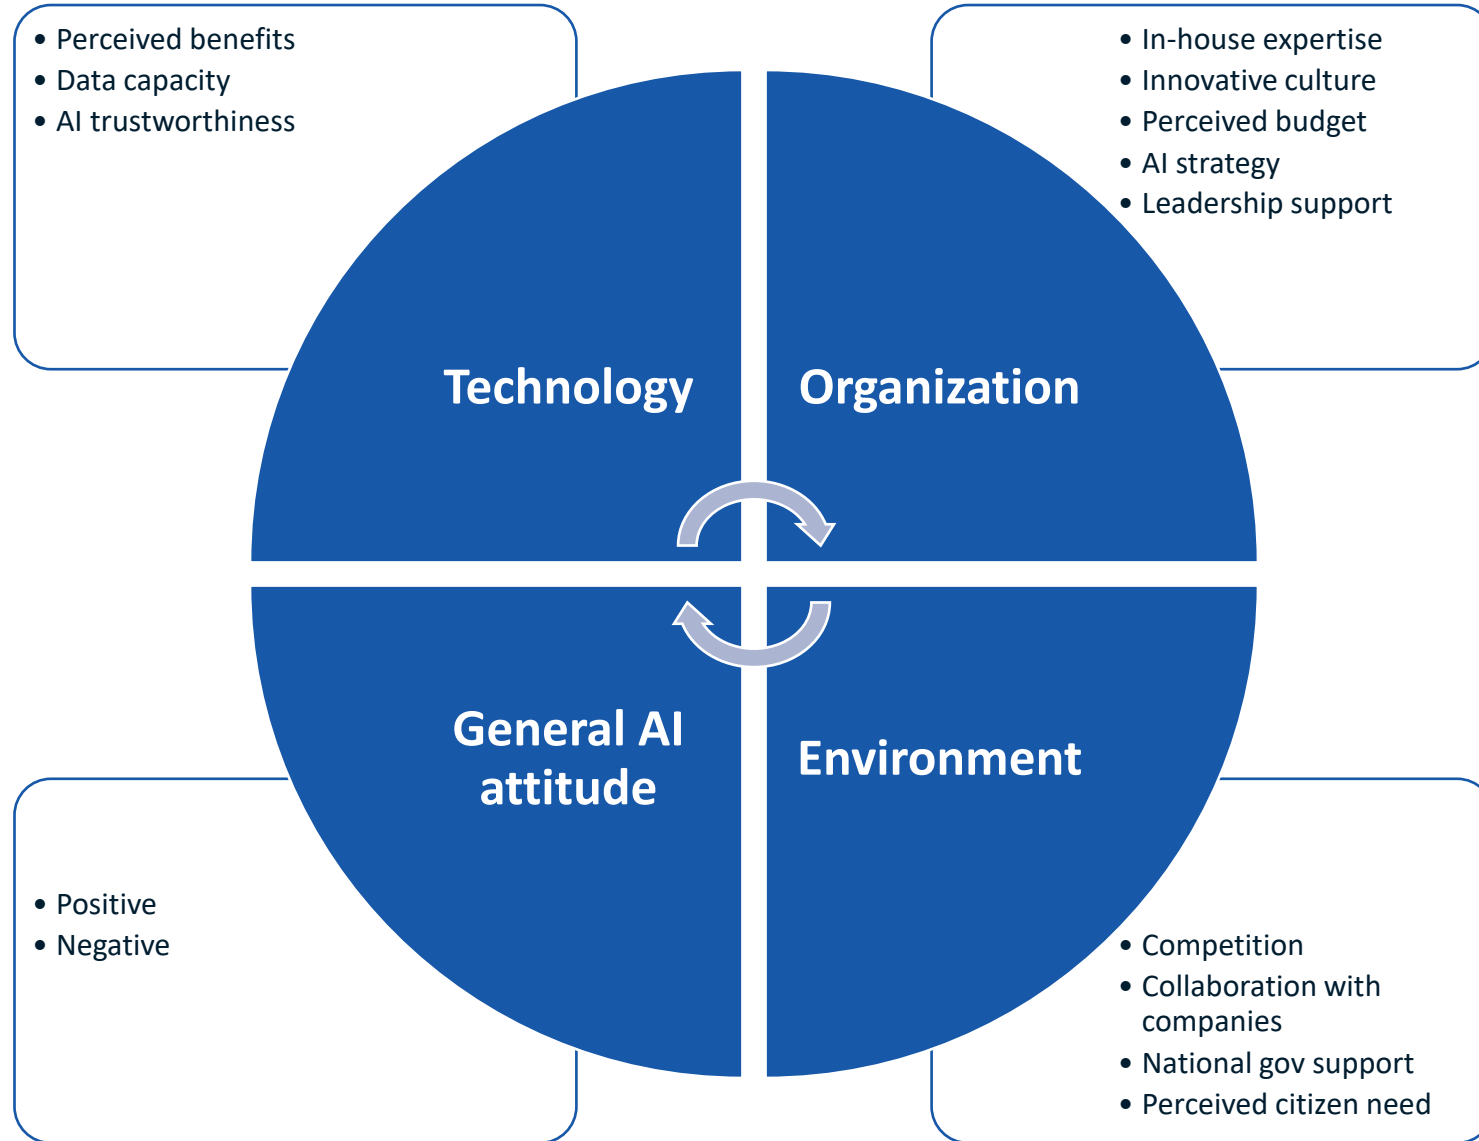 • Perceived benefits
• Data capacity
• AI trustworthiness
• In-house expertise
• Innovative culture
• Perceived budget
• AI strategy
• Leadership support
Technology
Organization
General AI
attitude
Environment
• Positive
• Negative
• Competition
• Collaboration with
companies
• National gov support
• Perceived citizen need